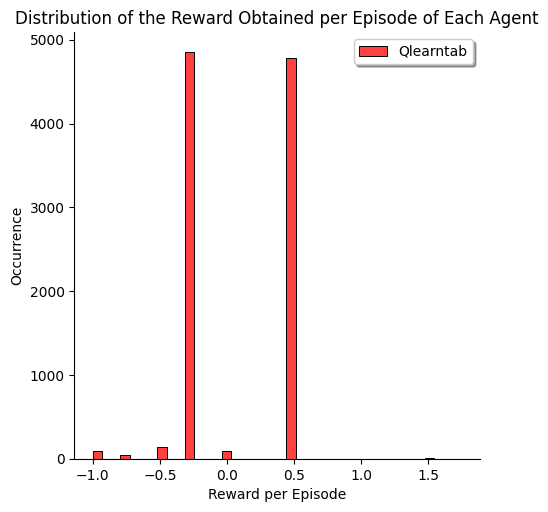 Distribution of the Reward Obtained per Episode of Each Agent
Qlearntab
5000
4000
3000
2000
1000
0
Occurrence
−1.0 −0.5 0.0 0.5 1.0 1.5
Reward per Episode